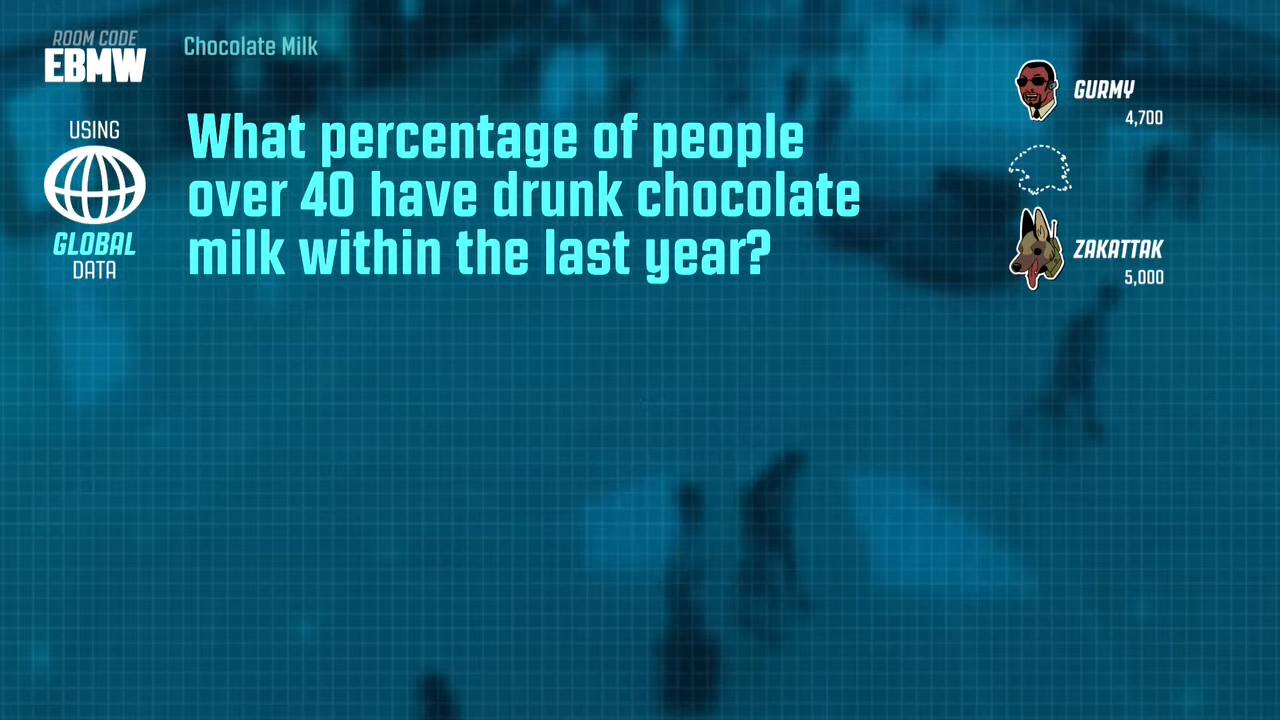 ROOM CODE
EBMW
Chocolate Milk
USING
GLOBAL
DATA
What percentage of people
over 40 have drunk chocolate
milk within the last year?
GURMY
4,700
ZAKATTAK
5,000